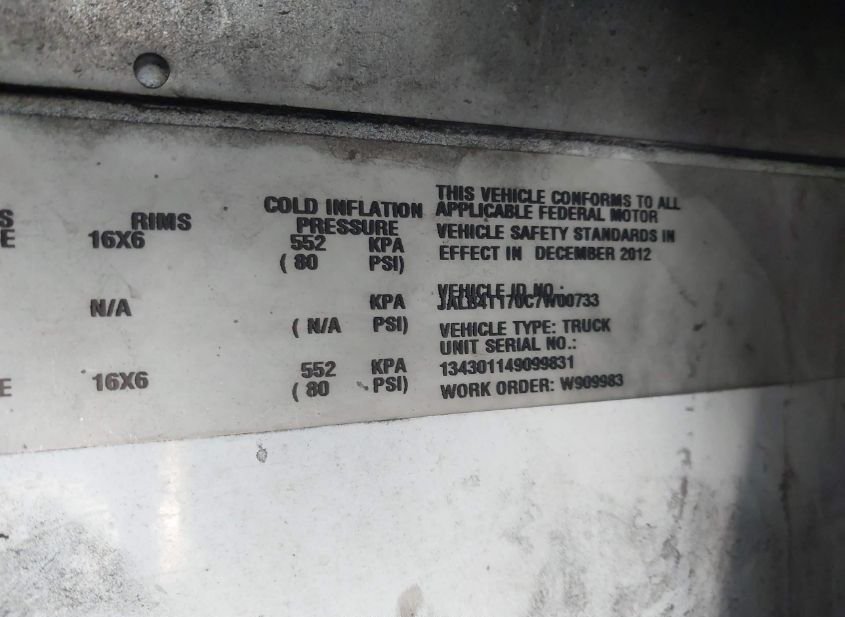 S RIMS COLD INFLATION PRESSURE
E 16X6 552 KPA
( 80 PSI)
N/A KPA
( N/A PSI)
E 16X6 552 KPA
( 80 PSI)
THIS VEHICLE CONFORMS TO ALL
APPLICABLE FEDERAL MOTOR
VEHICLE SAFETY STANDARDS IN
EFFECT IN DECEMBER 2012
VEHICLE ID NO.:
JALB4T170C7W00733
VEHICLE TYPE: TRUCK
UNIT SERIAL NO.:
134301149099831
WORK ORDER: W909983